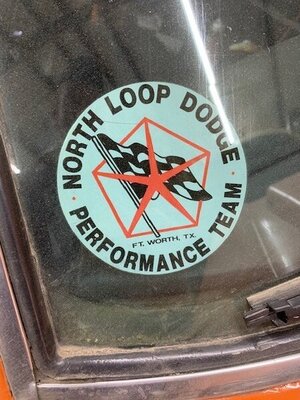 · NORTH LOOP DODGE ·
PERFORMANCE TEAM
FT. WORTH, TX.